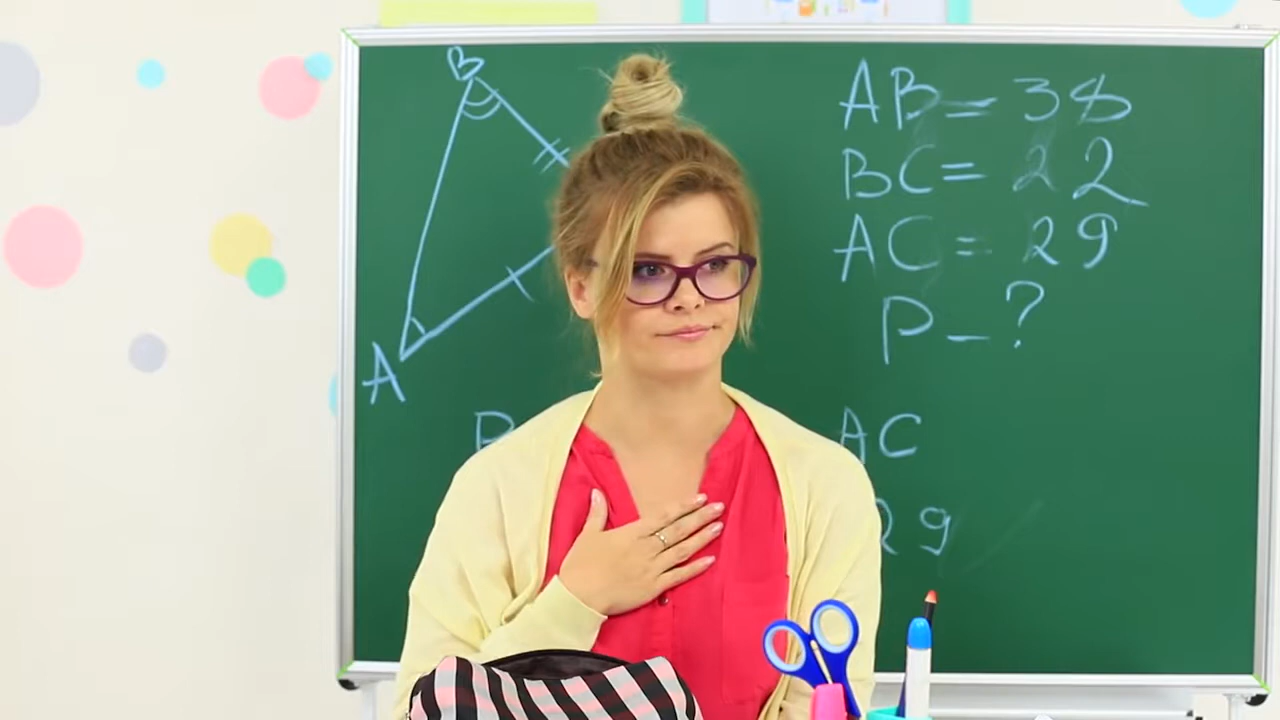 B
AB = 38
BC = 22
AC = 29
P - ?
A
AC
29